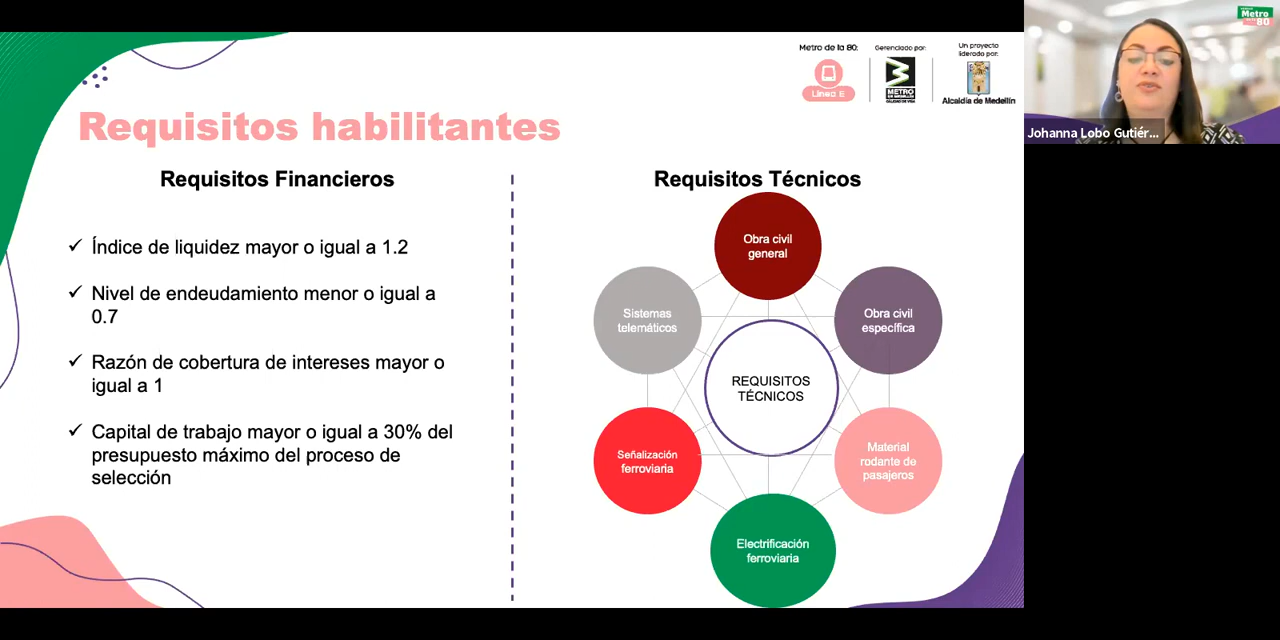 Metro de la 80:
Línea E
Gerenciado por:
METRO
Un proyecto
liderado por:
Alcaldía de Medellín
Metro
80
Johanna Lobo Gutiér...
Requisitos habilitantes
Requisitos Financieros
✓ Índice de liquidez mayor o igual a 1.2
✓ Nivel de endeudamiento menor o igual a
0.7
✓ Razón de cobertura de intereses mayor o
igual a 1
✓ Capital de trabajo mayor o igual a 30% del
presupuesto máximo del proceso de
selección
Requisitos Técnicos
Obra civil
general
Sistemas
telemáticos
Obra civil
específica
REQUISITOS
TÉCNICOS
Señalización
ferroviaria
Material
rodante de
pasajeros
Electrificación
ferroviaria